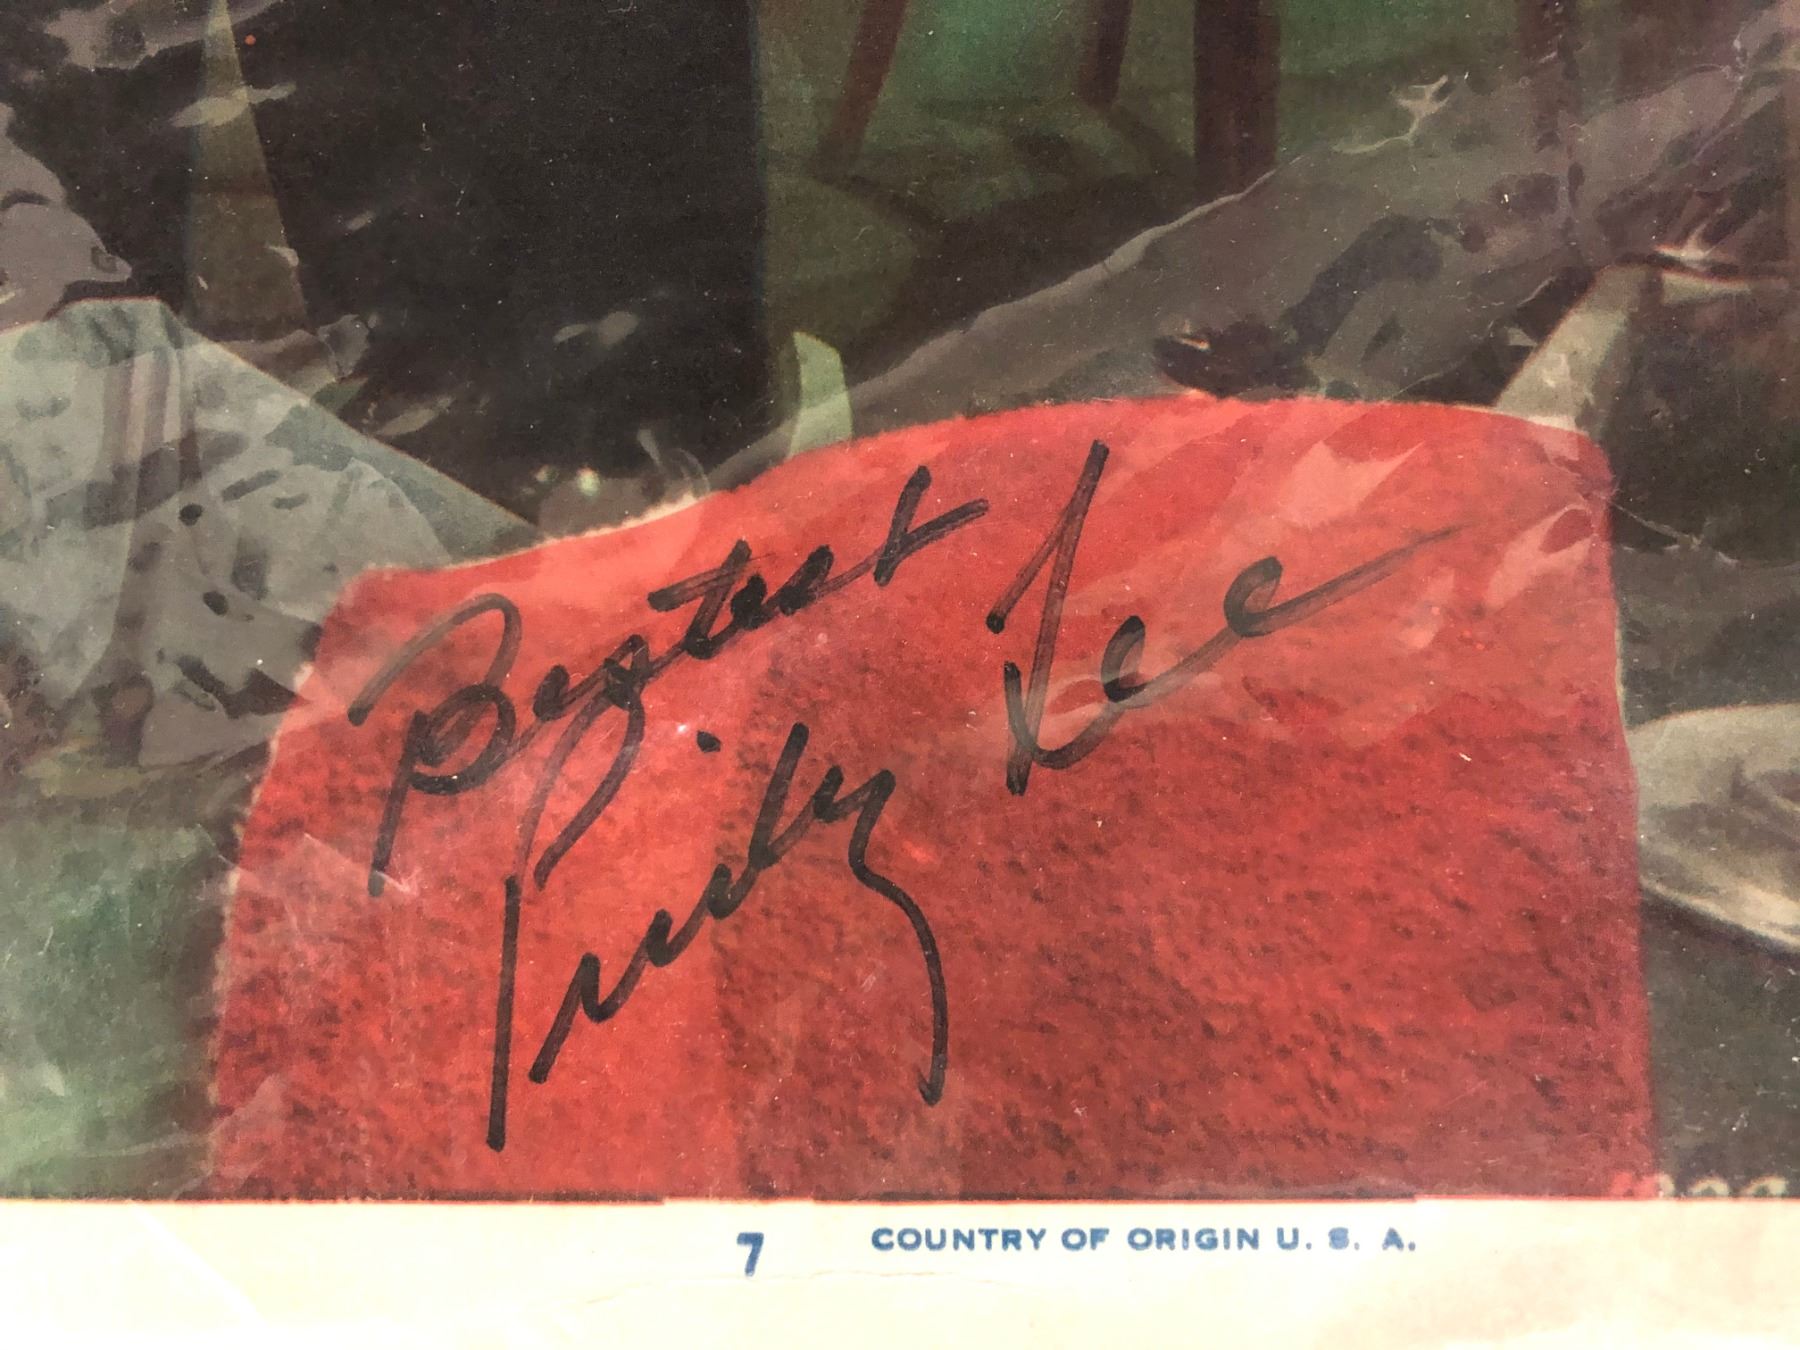 Bestest
Pinky Lee
7 COUNTRY OF ORIGIN U. S. A.